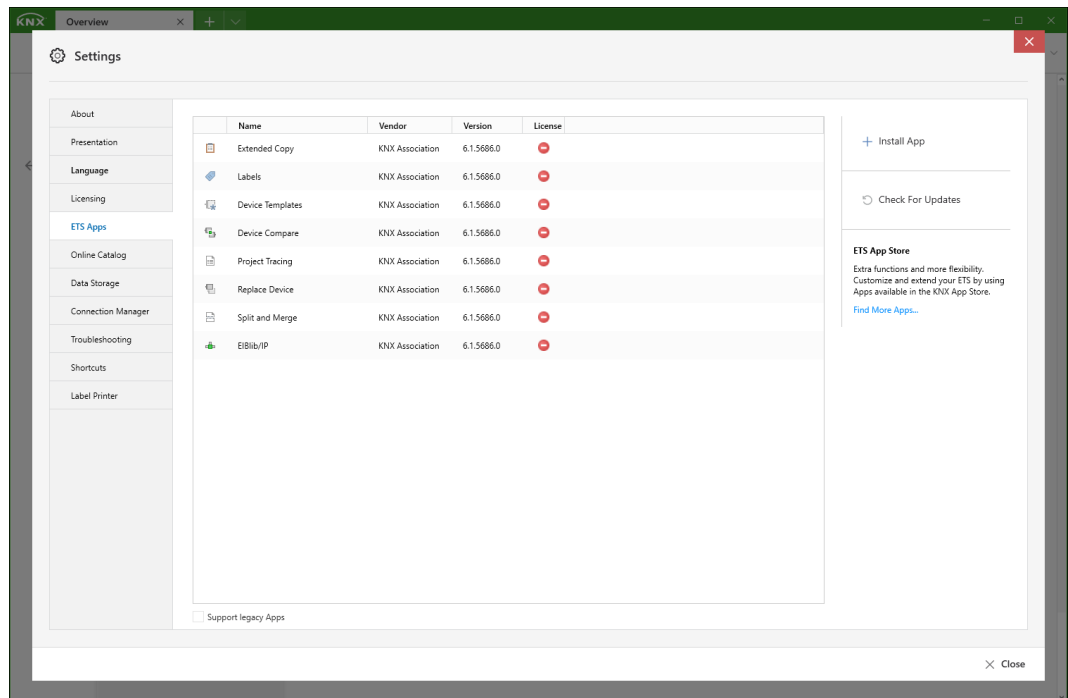 KNX Overview
Settings
About
Presentation
Language
Licensing
ETS Apps
Online Catalog
Data Storage
Connection Manager
Troubleshooting
Shortcuts
Label Printer
Name Vendor Version License
Extended Copy KNX Association 6.1.5686.0
Labels KNX Association 6.1.5686.0
Device Templates KNX Association 6.1.5686.0
Device Compare KNX Association 6.1.5686.0
Project Tracing KNX Association 6.1.5686.0
Replace Device KNX Association 6.1.5686.0
Split and Merge KNX Association 6.1.5686.0
EIBlib/IP KNX Association 6.1.5686.0
Support legacy Apps
Install App
Check For Updates
ETS App Store
Extra functions and more flexibility.
Customize and extend your ETS by using
Apps available in the KNX App Store.
Find More Apps...
Close